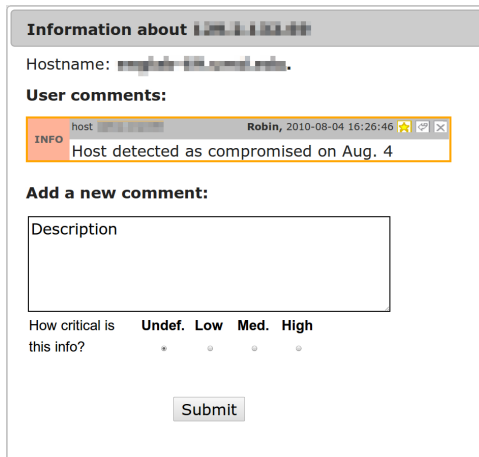 Information about
Hostname:
User comments:
INFO
host Robin, 2010-08-04 16:26:46
Host detected as compromised on Aug. 4
Add a new comment:
Description
How critical is Undef. Low Med. High
this info?
Submit